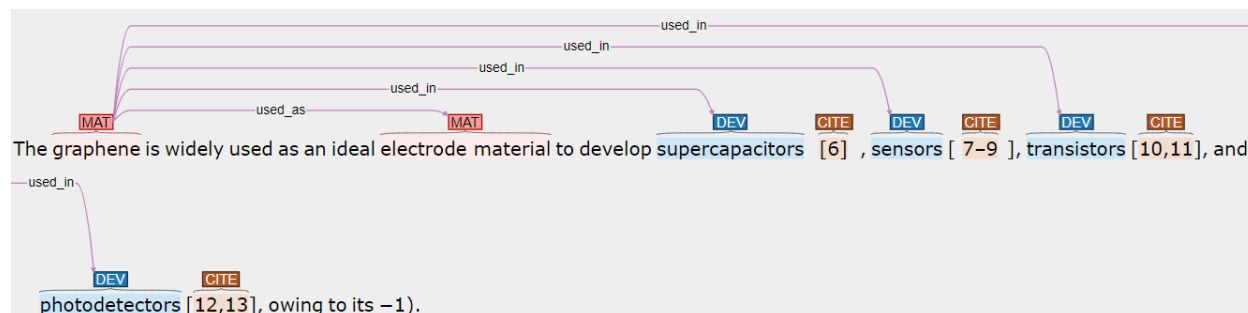 used_in
used_in
used_in
used_in
used_as
MAT MAT DEV CITE DEV CITE DEV CITE
The graphene is widely used as an ideal electrode material to develop supercapacitors [6] , sensors [ 7–9 ], transistors [10,11], and
used_in
DEV CITE
photodetectors [12,13], owing to its −1).